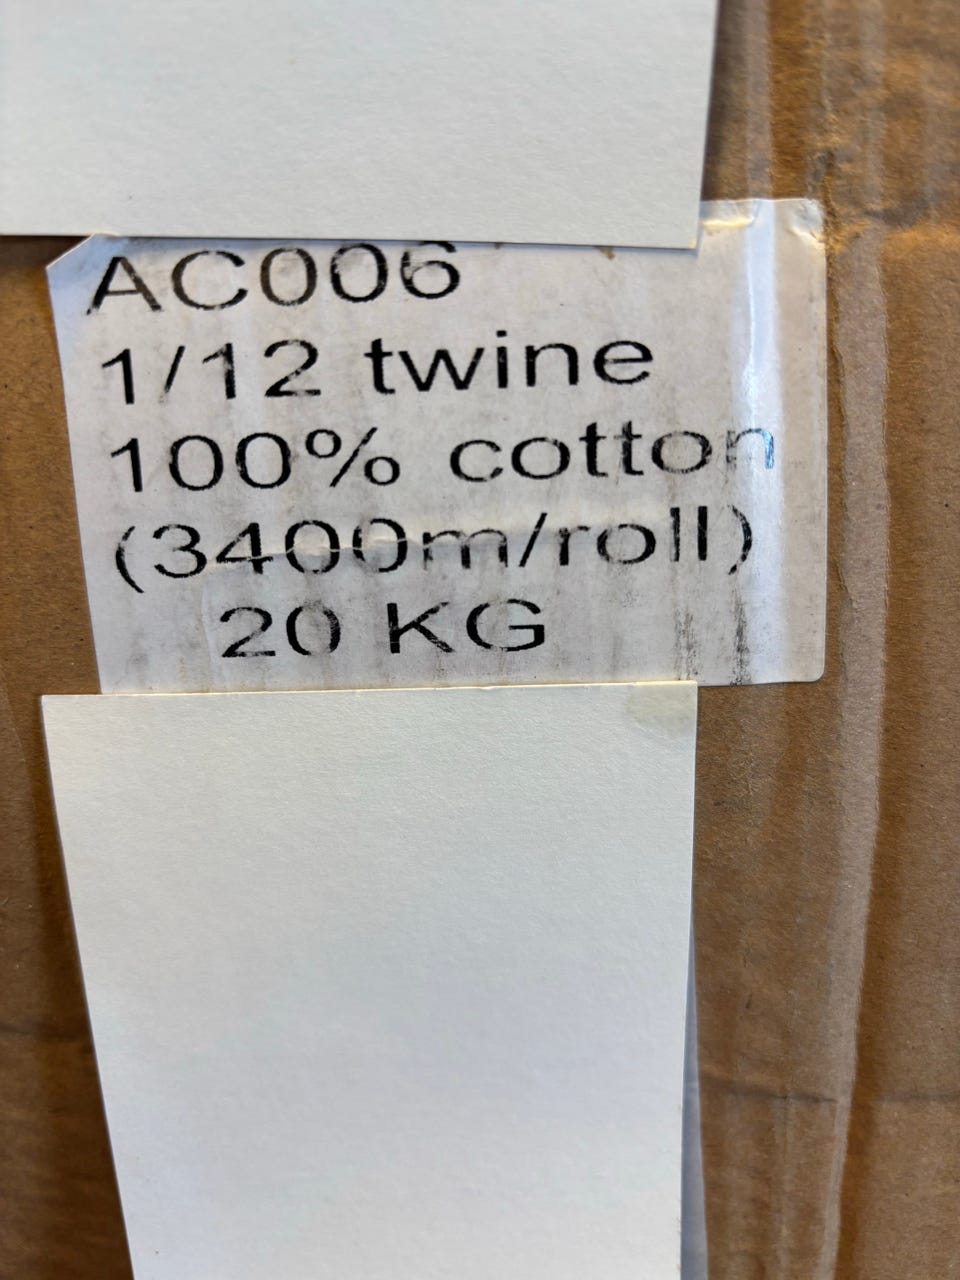 AC006
1/12 twine
100% cotton
(3400m/roll)
20 KG